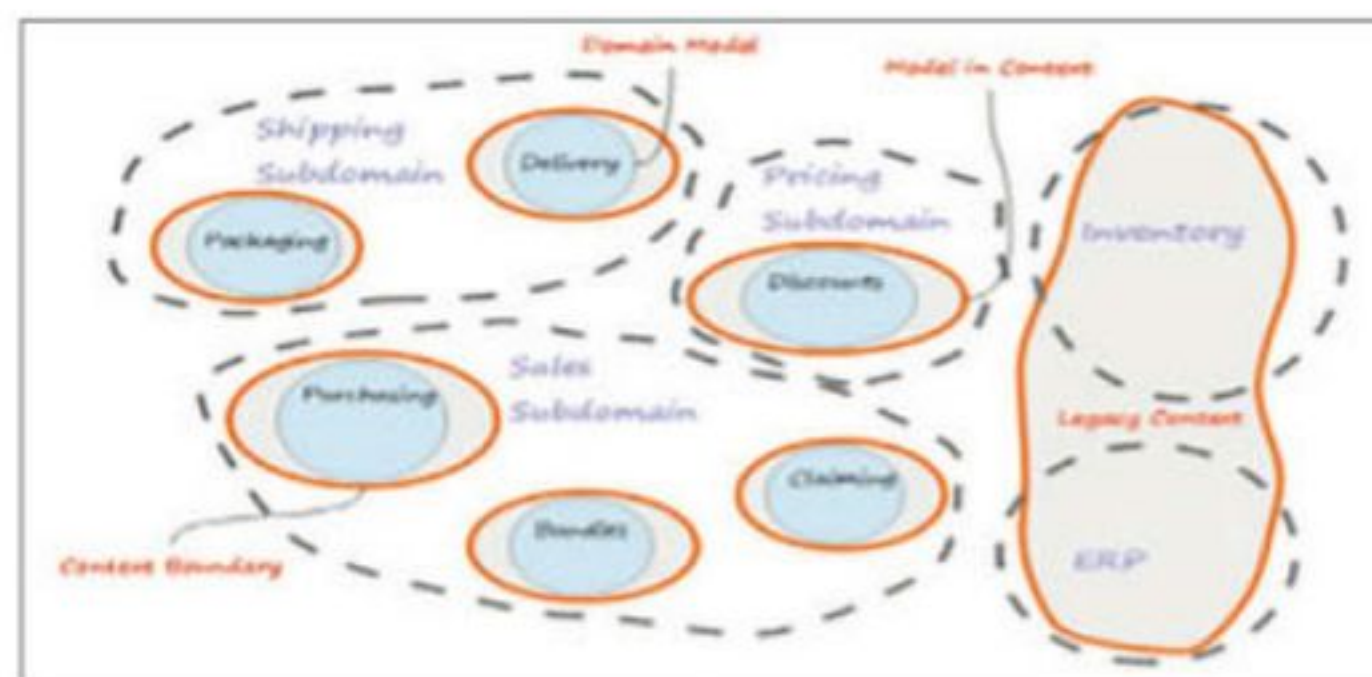 Domain Model
Model in Context
Shipping
Subdomain
Delivery
Packaging
Pricing
Subdomain
Discounts
Inventory
Sales
Subdomain
Purchasing
Bundles
Claiming
Legacy Context
ERP
Context Boundary